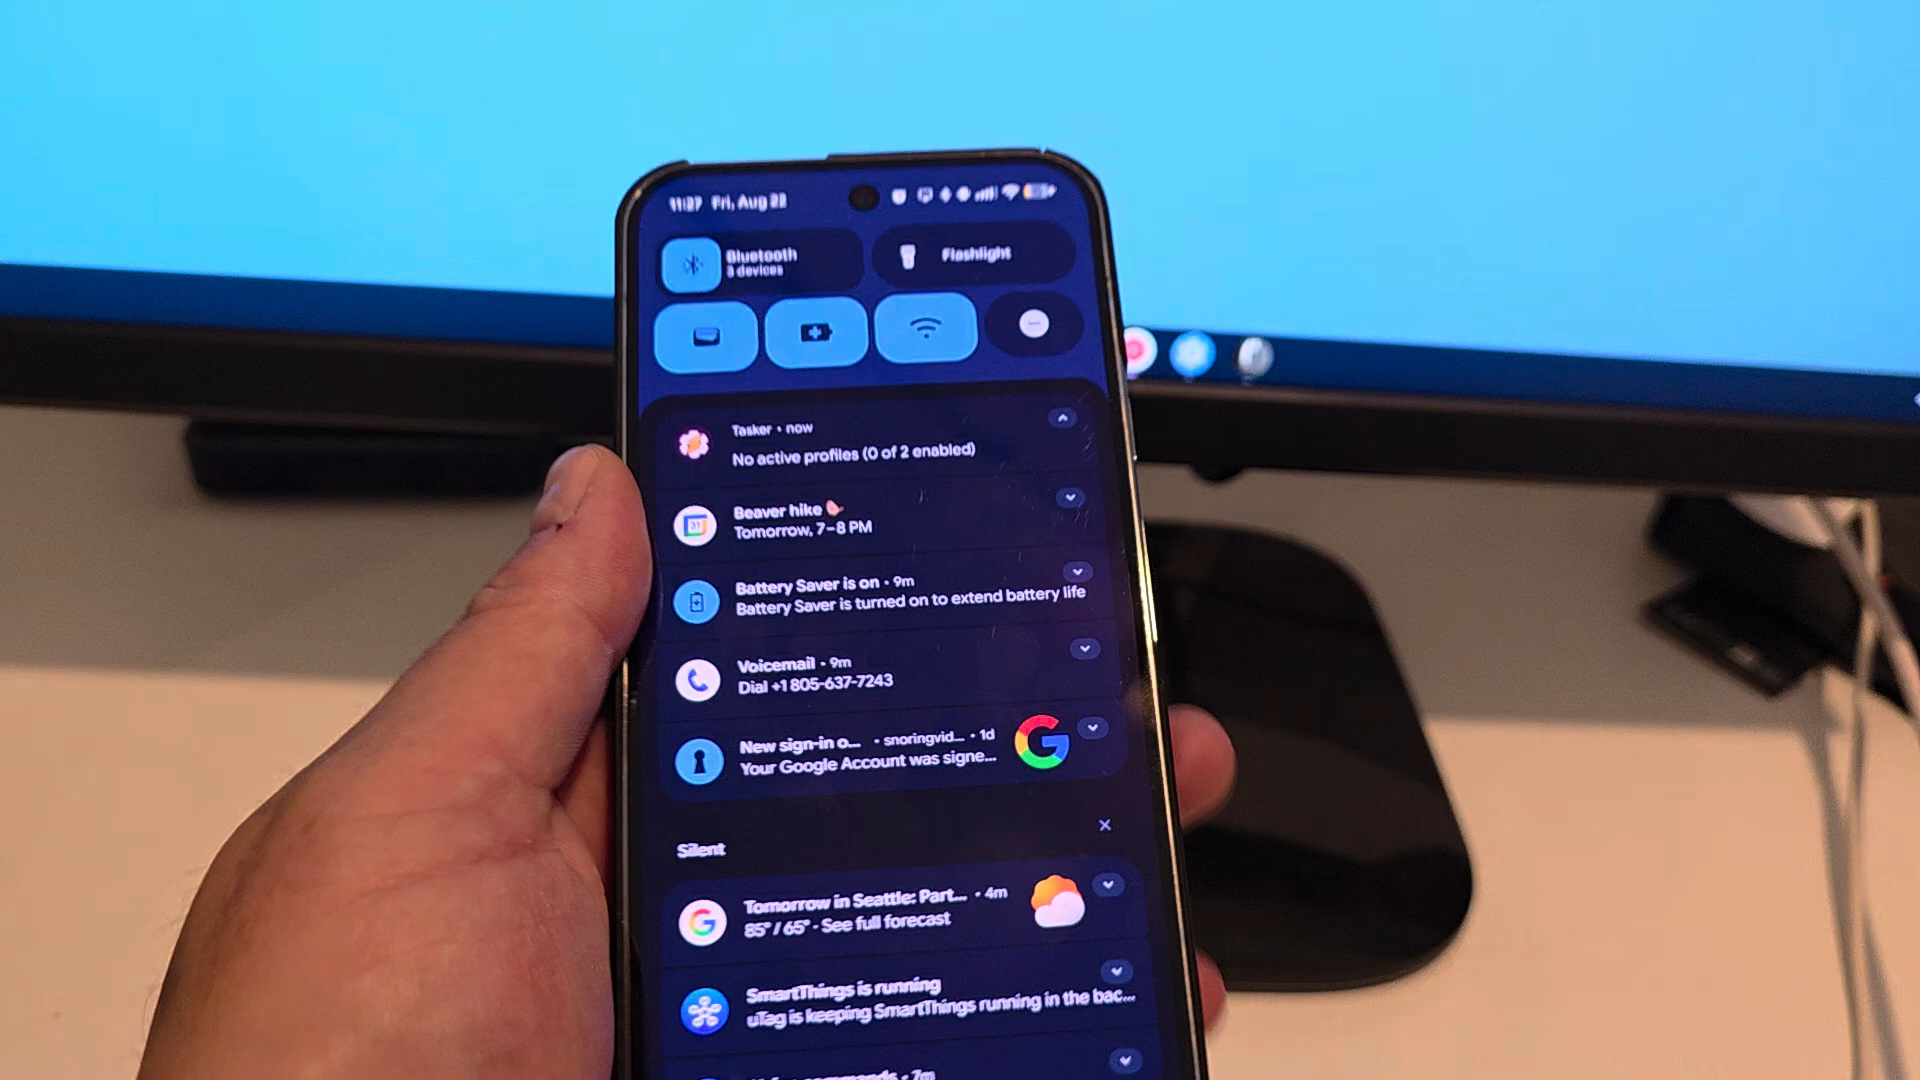 11:27 Fri, Aug 22
Bluetooth
3 devices
Flashlight
Tasker • now
No active profiles (0 of 2 enabled)
31
Beaver hike
Tomorrow, 7–8 PM
Battery Saver is on • 9m
Battery Saver is turned on to extend battery life
Voicemail • 9m
Dial +1 805-637-7243
New sign-in o... • snoringvid... • 1d
Your Google Account was signe...
Silent
Tomorrow in Seattle: Part... • 4m
85° / 65° - See full forecast
SmartThings is running
uTag is keeping SmartThings running in the bac...
commands • 7m